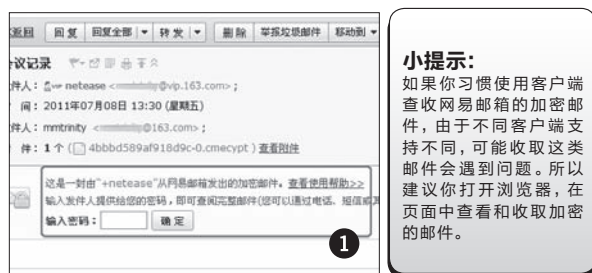 返回 回复 回复全部 转发 删除 举报垃圾邮件 移动到
议记录
件人： netease < @vip.163.com> ;
间：2011年07月08日 13:30 (星期五)
件人：mmtrinity < @163.com> ;
件：1 个 ( 4bbbd589af918d9c-0.cmecypt ) 查看附件
这是一封由"+netease"从网易邮箱发出的加密邮件。查看使用帮助>>
输入发件人提供给您的密码，即可查阅完整邮件(您可以通过电话、短信或其
输入密码： 确定
1
小提示：
如果你习惯使用客户端
查收网易邮箱的加密邮
件，由于不同客户端支
持不同，可能收取这类
邮件会遇到问题。所以
建议你打开浏览器，在
页面中查看和收取加密
的邮件。